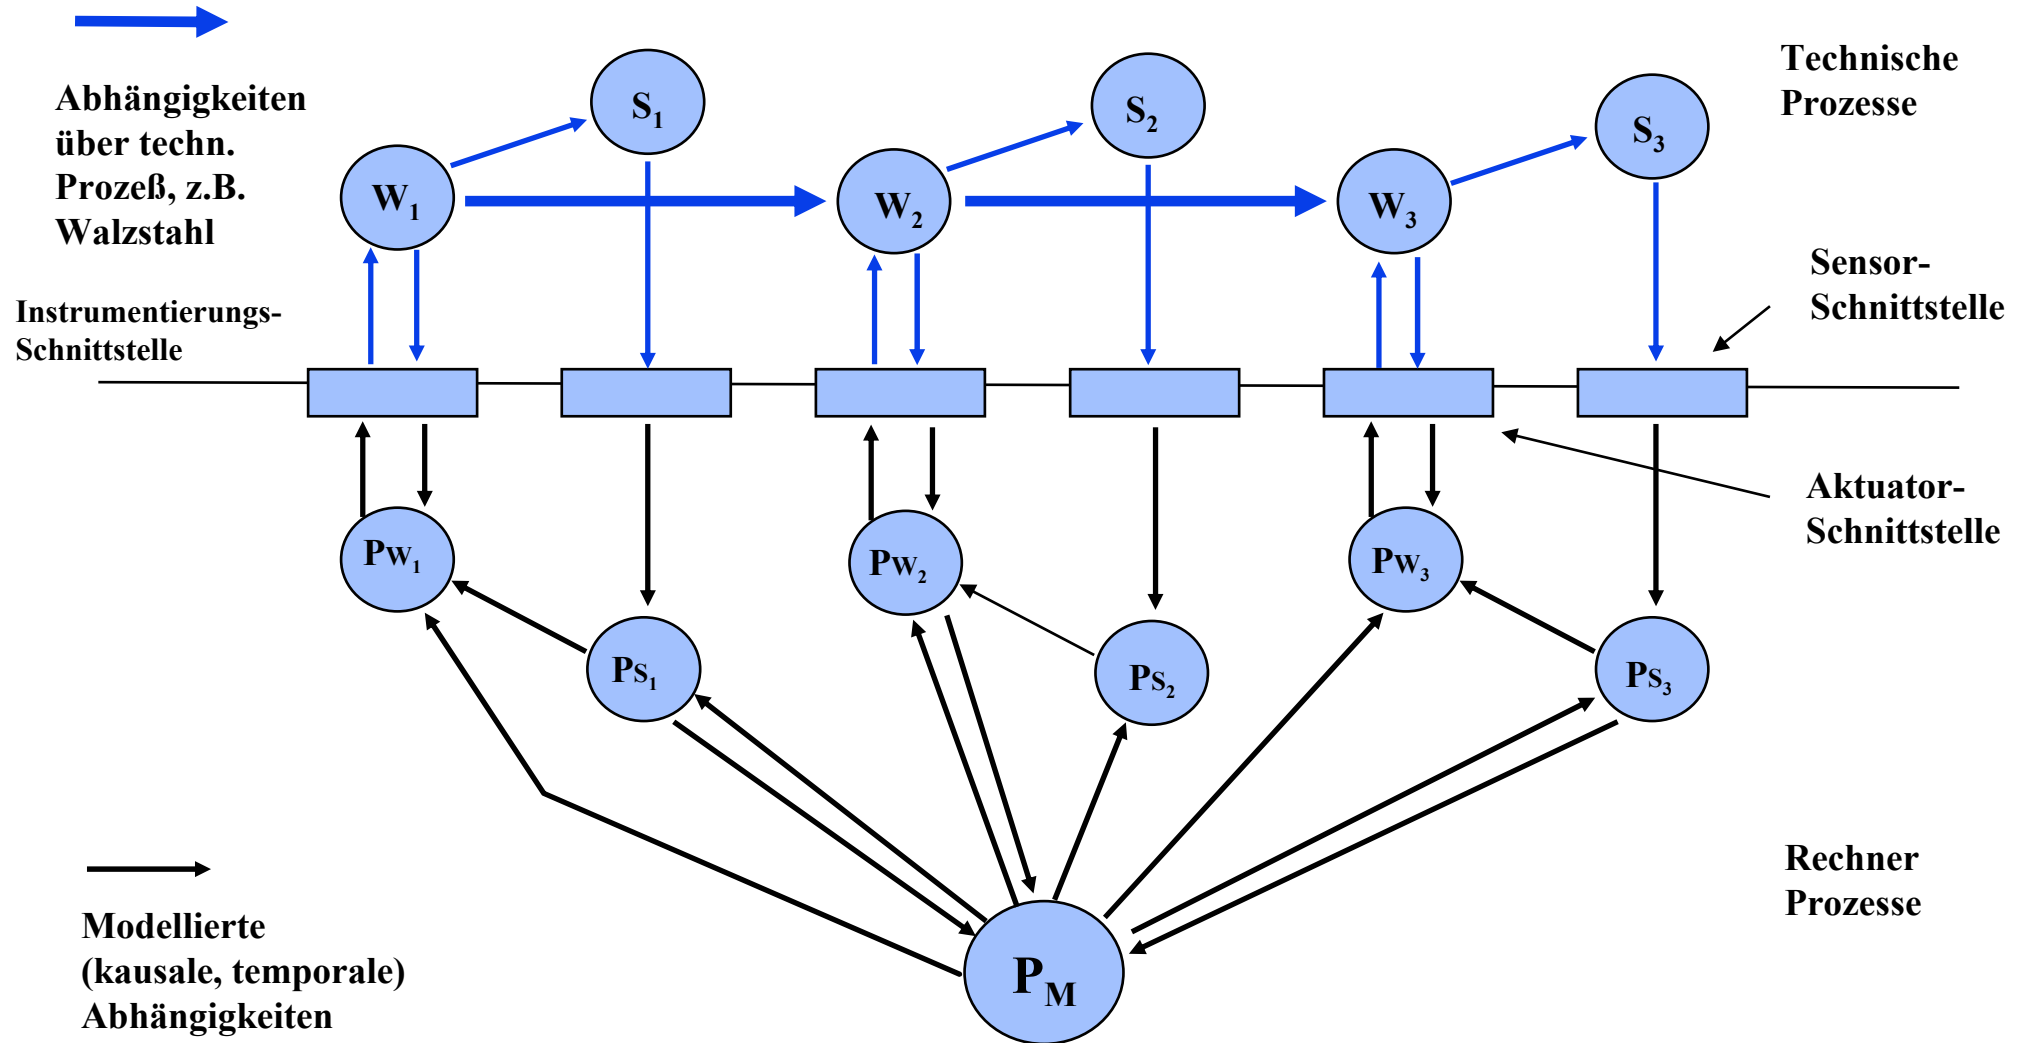 Abhängigkeiten
über techn.
Prozeß, z.B.
Walzstahl
Technische
Prozesse
S1
S2
S3
W1
W2
W3
Instrumentierungs-
Schnittstelle
Sensor-
Schnittstelle
Aktuator-
Schnittstelle
PW1
PW2
PW3
PS1
PS2
PS3
Rechner
Prozesse
Modellierte
(kausale, temporale)
Abhängigkeiten
PM